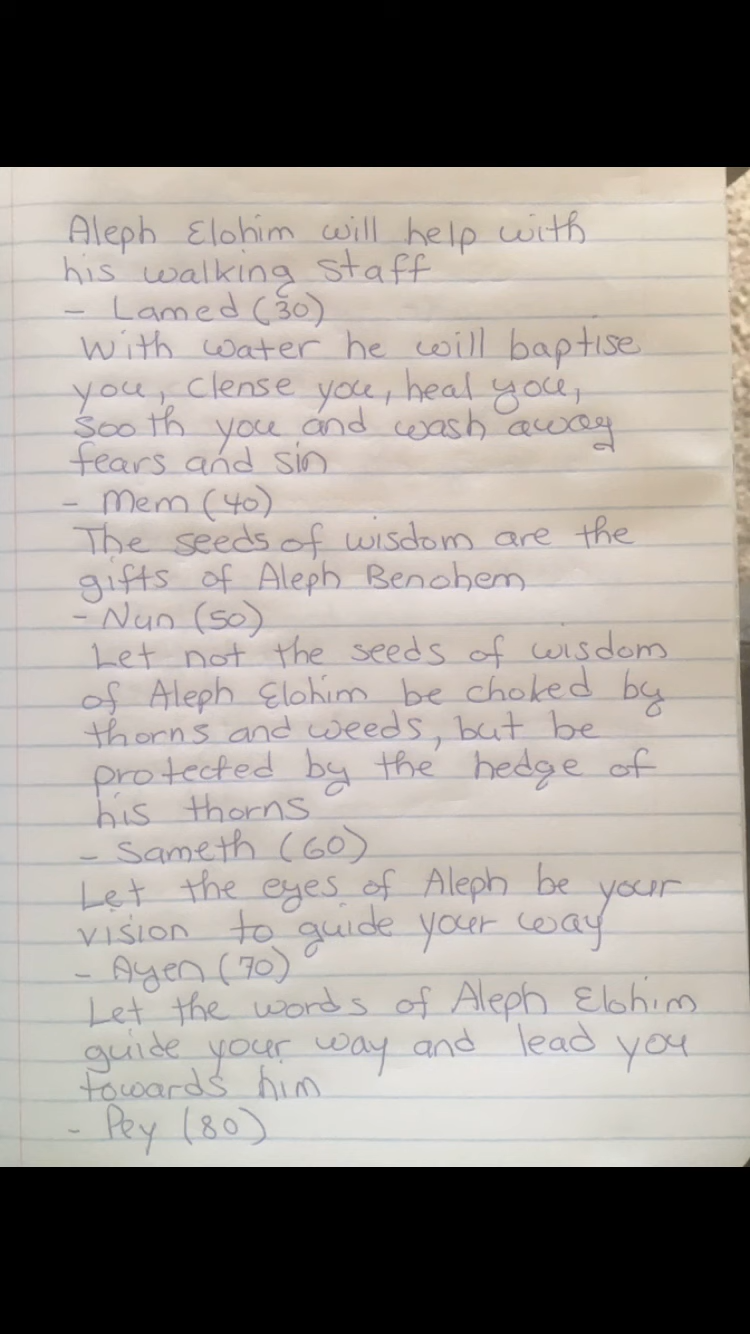 Aleph Elohim will help with
his walking staff
- Lamed (30)
With water he will baptise
you, clense you, heal you,
sooth you and wash away
fears and sin
- Mem (40)
The seeds of wisdom are the
gifts of Aleph Benohem
- Nun (50)
Let not the seeds of wisdom
of Aleph Elohim be choked by
thorns and weeds, but be
protected by the hedge of
his thorns
- Sameth (60)
Let the eyes of Aleph be your
vision to guide your way
- Ayen (70)
Let the words of Aleph Elohim
guide your way and lead you
towards him
- Pey (80)